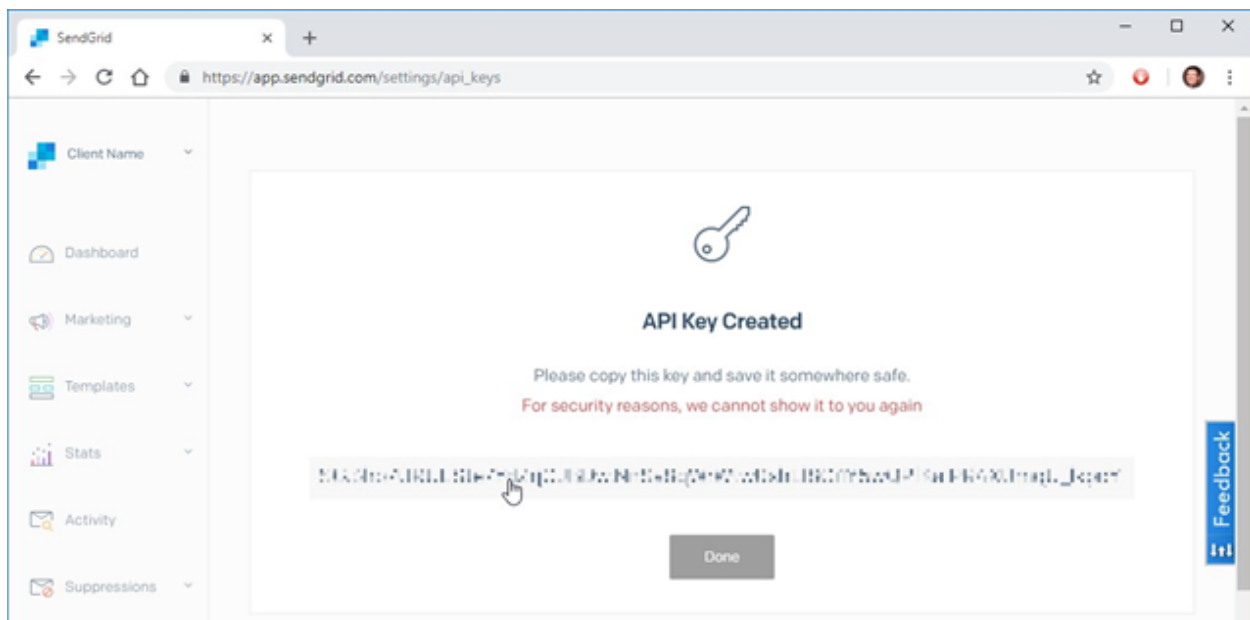 SendGrid
https://app.sendgrid.com/settings/api_keys
Client Name
Dashboard
Marketing
Templates
Stats
Activity
Suppressions
API Key Created
Please copy this key and save it somewhere safe.
For security reasons, we cannot show it to you again
Done
Feedback